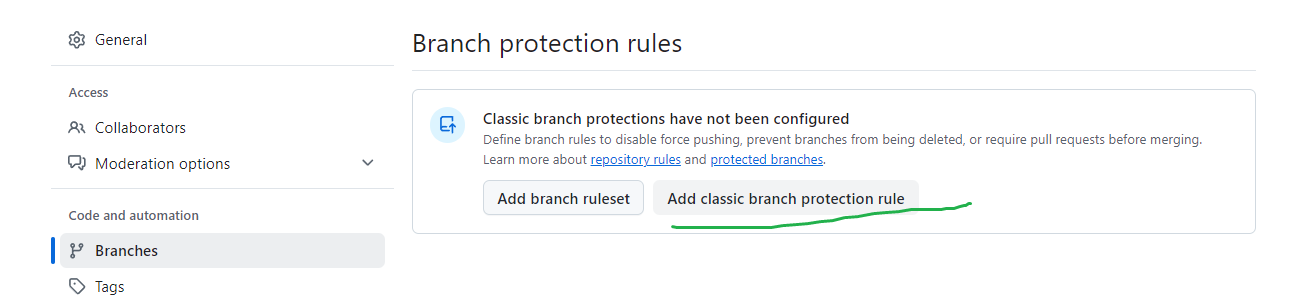 General
Access
Collaborators
Moderation options
Code and automation
Branches
Tags
Branch protection rules
Classic branch protections have not been configured
Define branch rules to disable force pushing, prevent branches from being deleted, or require pull requests before merging.
Learn more about repository rules and protected branches.
Add branch ruleset
Add classic branch protection rule